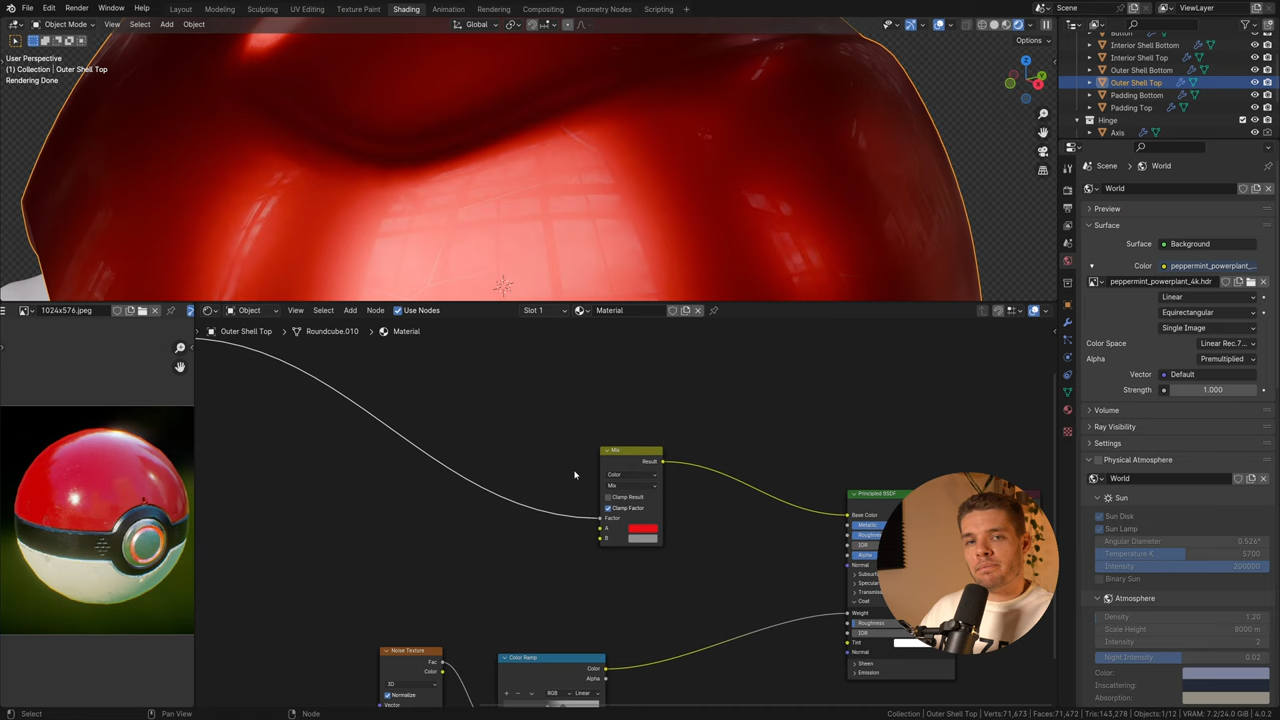 File Edit Render Window Help Layout Modeling Sculpting UV Editing Texture Paint Shading Animation Rendering Compositing Geometry Nodes Scripting Scene ViewLayer
Object Mode View Select Add Object Global
Options
User Perspective
(1) Collection | Outer Shell Top
Rendering Done
Z
Y
X
Button
Interior Shell Bottom
Interior Shell Top
Outer Shell Bottom
Outer Shell Top
Padding Bottom
Padding Top
Hinge
Axis
Scene World
World
Preview
Surface
Surface Background
Color peppermint_powerplant_...
peppermint_powerplant_4k.hdr
Linear
Equirectangular
Single Image
Color Space Linear Rec.7...
Alpha Premultiplied
Vector Default
Strength 1.000
Volume
Ray Visibility
Settings
Physical Atmosphere
World
Sun
Sun Disk
Sun Lamp
Angular Diameter 0.526°
Temperature K 5700
Intensity 200000
Binary Sun
Atmosphere
Density 1.20
Scale Height 8000 m
Intensity 2
Night Intensity 0.02
Color:
Inscattering:
Absorption:
1024x576.jpeg
Object View Select Add Node Use Nodes Slot 1 Material
Outer Shell Top Roundcube.010 Material
Mix
Result
Color
Mix
Clamp Result
Clamp Factor
Factor
A
B
Principled BSDF
Base Color
Metallic
IOR
Alpha
Normal
Coat
Weight
Roughness
IOR
Tint
Normal
Sheen
Emission
Noise Texture
Fac
Color
3D
Normalize
Vector
Color Ramp
Color
Alpha
RGB Linear
Select Pan View Node Collection | Outer Shell Top | Verts:71,673 | Faces:71,472 | Tris:143,278 | Objects:1/12 | VRAM: 7.2/24.0 GiB | 4.0.2